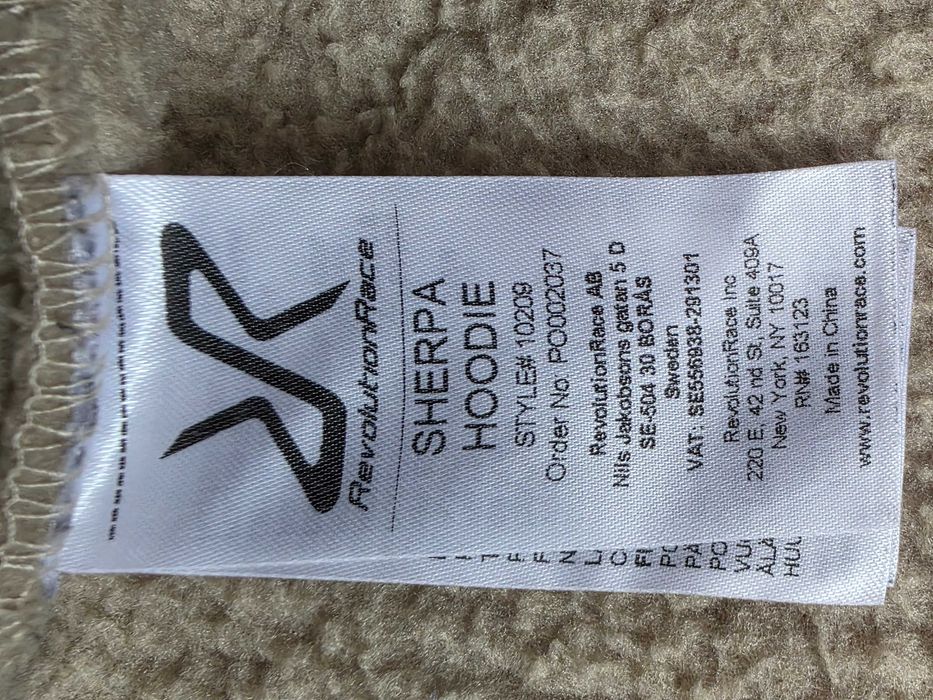 RevolutionRace
SHERPA
HOODIE
STYLE# 10209
Order No PO002037
RevolutionRace AB
Nils Jakobsons gatan 5 D
SE-504 30 BORÅS
Sweden
VAT: SE556938-291301
RevolutionRace Inc
220 E, 42 nd St, Suite 409A
New York, NY 10017
RN# 163123
Made in China
www.revolutionrace.com